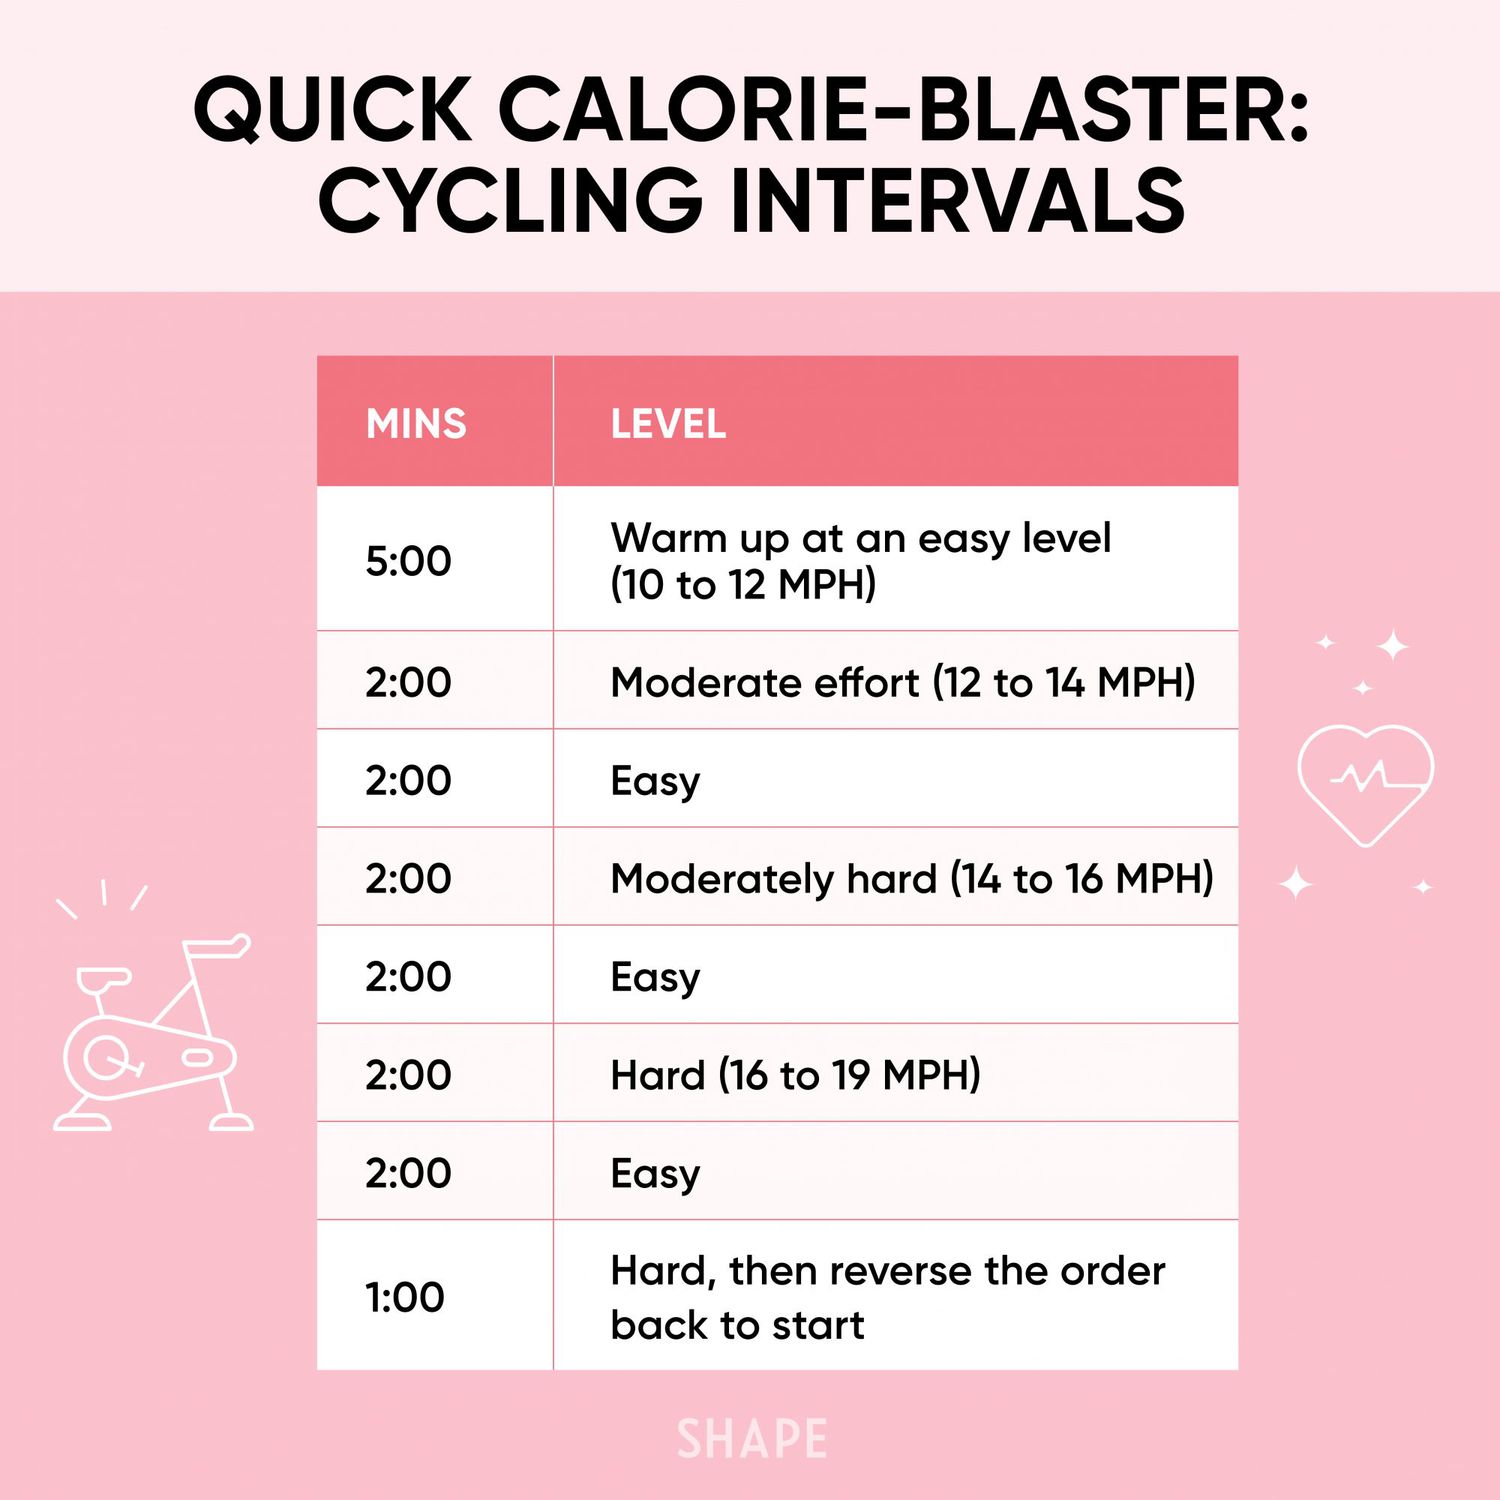 QUICK CALORIE-BLASTER:
CYCLING INTERVALS
MINS LEVEL
5:00 Warm up at an easy level
(10 to 12 MPH)
2:00 Moderate effort (12 to 14 MPH)
2:00 Easy
2:00 Moderately hard (14 to 16 MPH)
2:00 Easy
2:00 Hard (16 to 19 MPH)
2:00 Easy
1:00 Hard, then reverse the order
back to start
SHAPE